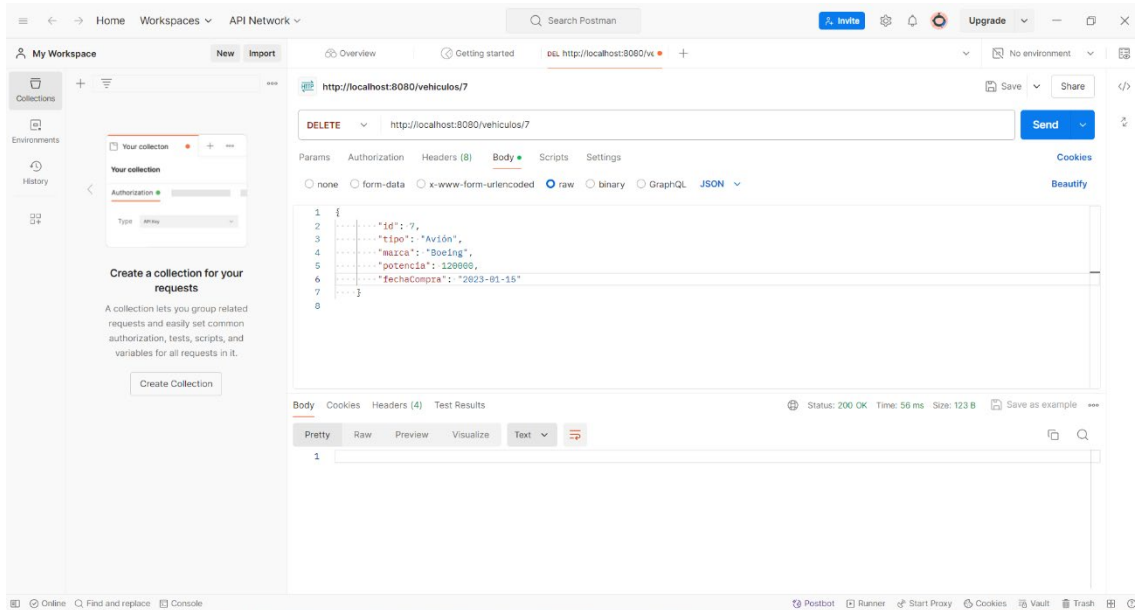 Home Workspaces API Network Search Postman Invite Upgrade
My Workspace New Import Overview Getting started DEL http://localhost:8080/ve No environment
Collections
Environments
History
Your collecton
Your collection
Authorization
Type API Key
Create a collection for your
requests
A collection lets you group related
requests and easily set common
authorization, tests, scripts, and
variables for all requests in it.
Create Collection
HTTP http://localhost:8080/vehiculos/7 Save Share
DELETE http://localhost:8080/vehiculos/7 Send
Params Authorization Headers (8) Body Scripts Settings Cookies
none form-data x-www-form-urlencoded raw binary GraphQL JSON Beautify
1 {
2 "id": 7,
3 "tipo": "Avión",
4 "marca": "Boeing",
5 "potencia": 120000,
6 "fechaCompra": "2023-01-15"
7 }
8
Body Cookies Headers (4) Test Results Status: 200 OK Time: 56 ms Size: 123 B Save as example
Pretty Raw Preview Visualize Text
1
Online Find and replace Console Postbot Runner Start Proxy Cookies Vault Trash